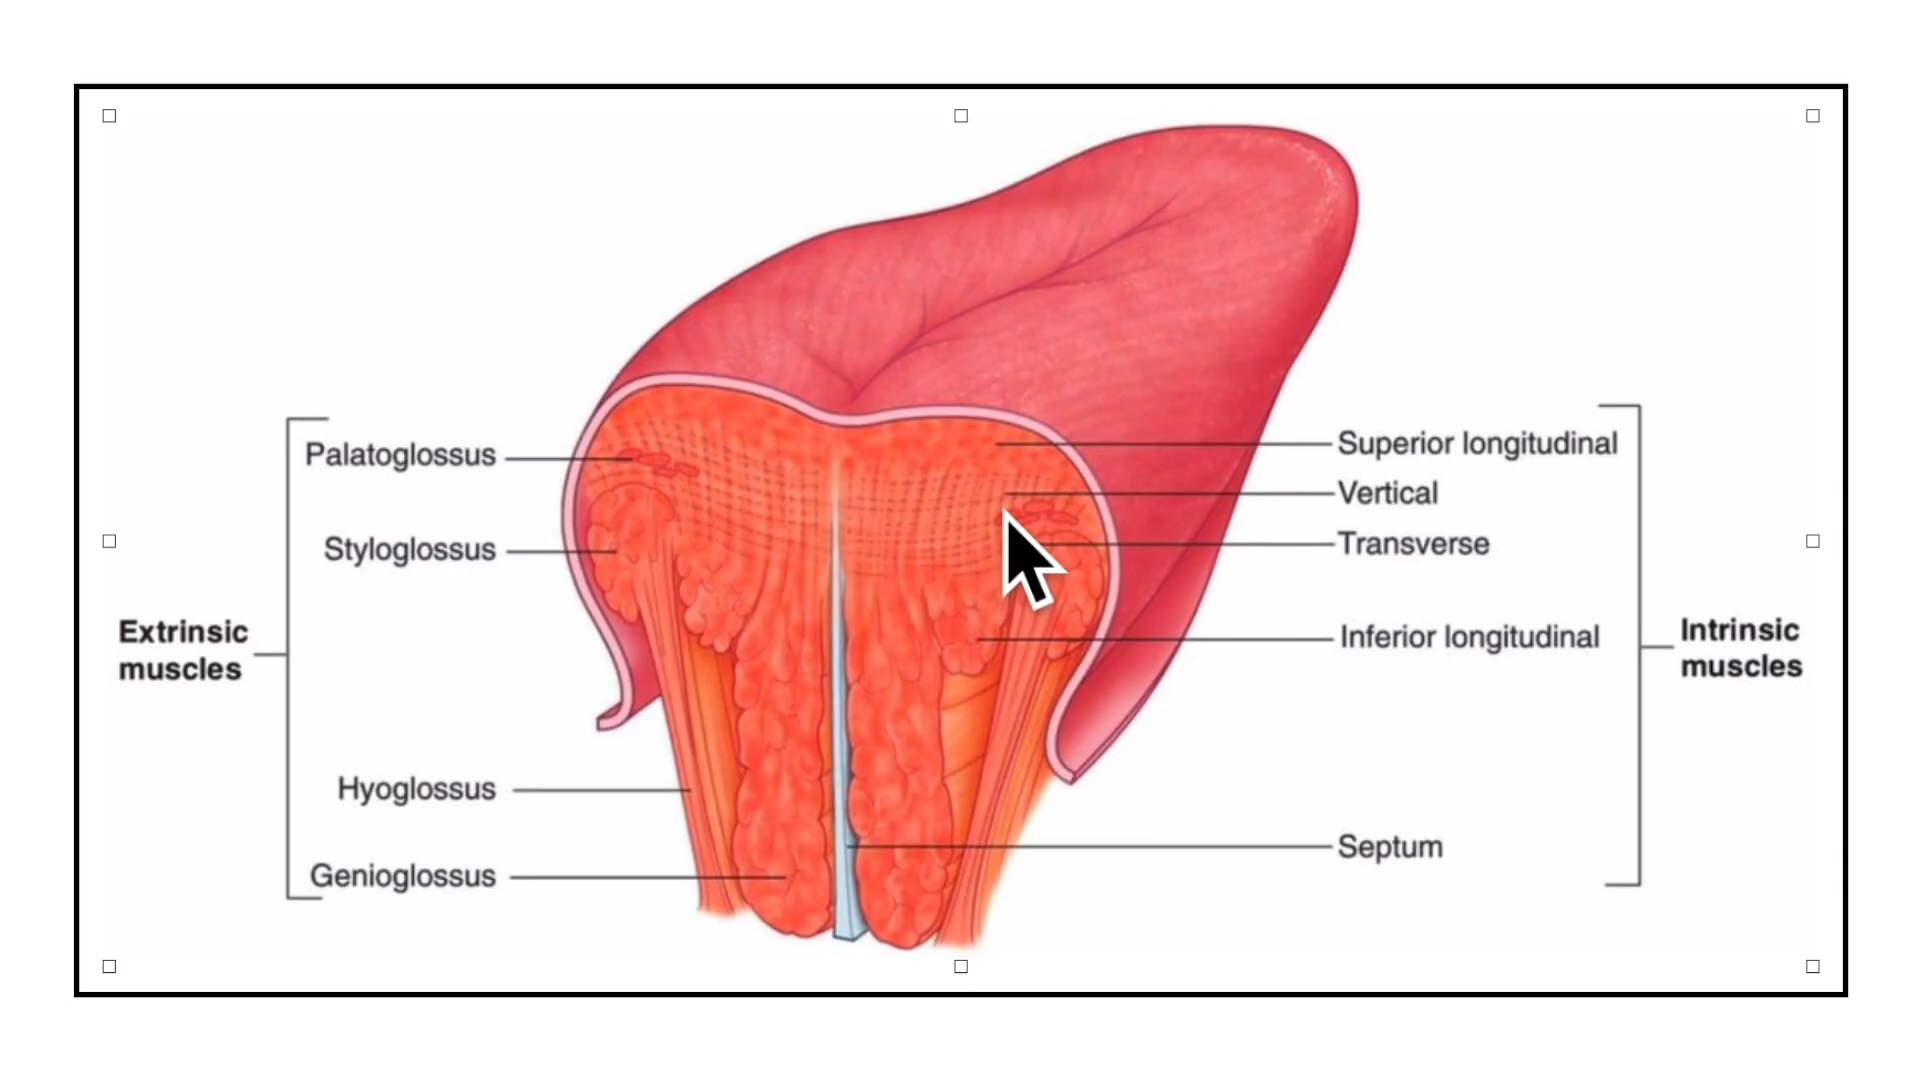 Palatoglossus
Styloglossus
Extrinsic
muscles
Hyoglossus
Genioglossus
Superior longitudinal
Vertical
Transverse
Inferior longitudinal
Intrinsic
muscles
Septum